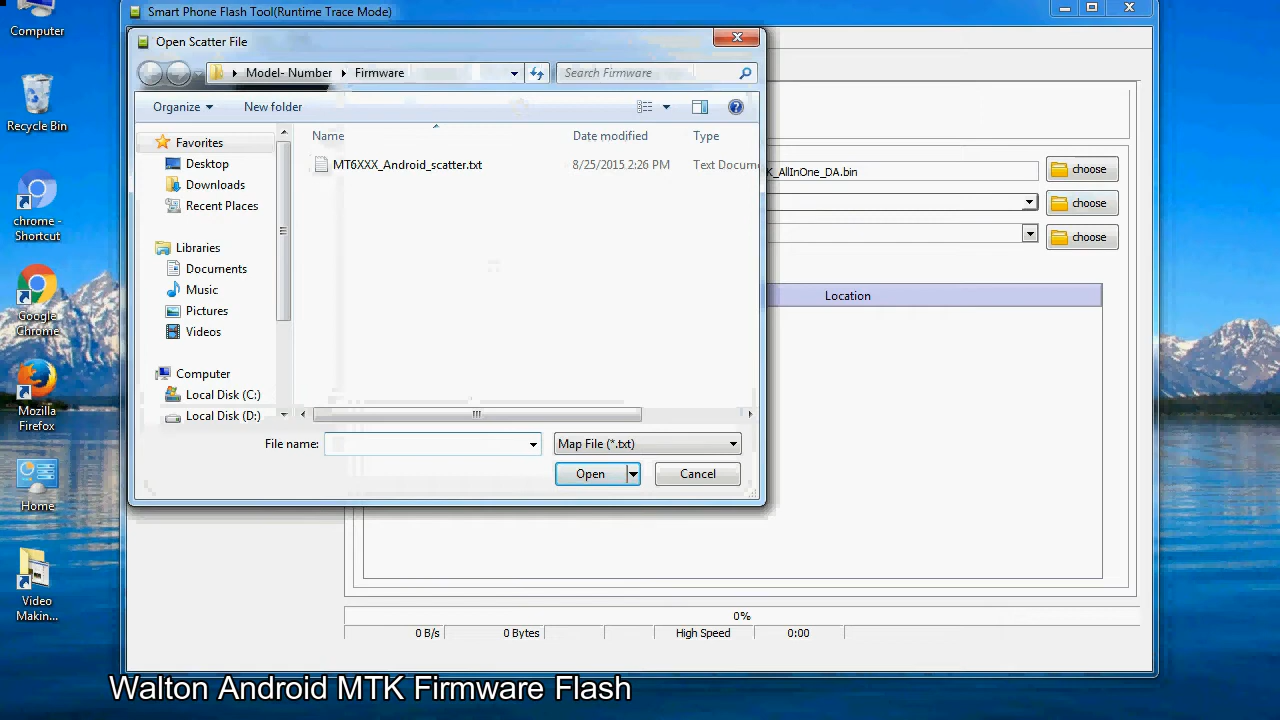 Computer
Recycle Bin
chrome -
Shortcut
Google
Chrome
Mozilla
Firefox
Home
Video
Makin...
Smart Phone Flash Tool(Runtime Trace Mode)
Open Scatter File
Model- Number
Firmware
Search Firmware
Organize
New folder
Favorites
Desktop
Downloads
Recent Places
Libraries
Documents
Music
Pictures
Videos
Computer
Local Disk (C:)
Local Disk (D:)
Name
Date modified
Type
MT6XXX_Android_scatter.txt
8/25/2015 2:26 PM
Text Docum
File name:
Map File (*.txt)
Open
Cancel
K_AllInOne_DA.bin
choose
choose
choose
Location
0%
0 B/s
0 Bytes
High Speed
0:00
Walton Android MTK Firmware Flash